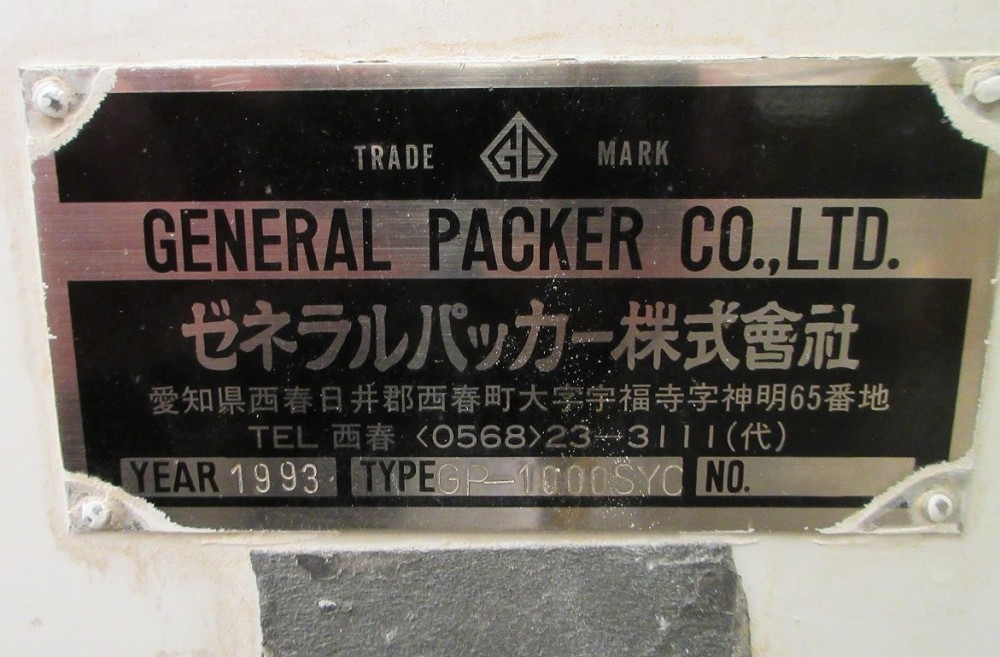 TRADE GP MARK
GENERAL PACKER CO.,LTD.
ゼネラルパッカー株式會社
愛知県西春日井郡西春町大字宇福寺字神明65番地
TEL 西春 <0568>23-3111(代)
YEAR 1993 TYPE GP-1000SYC NO.